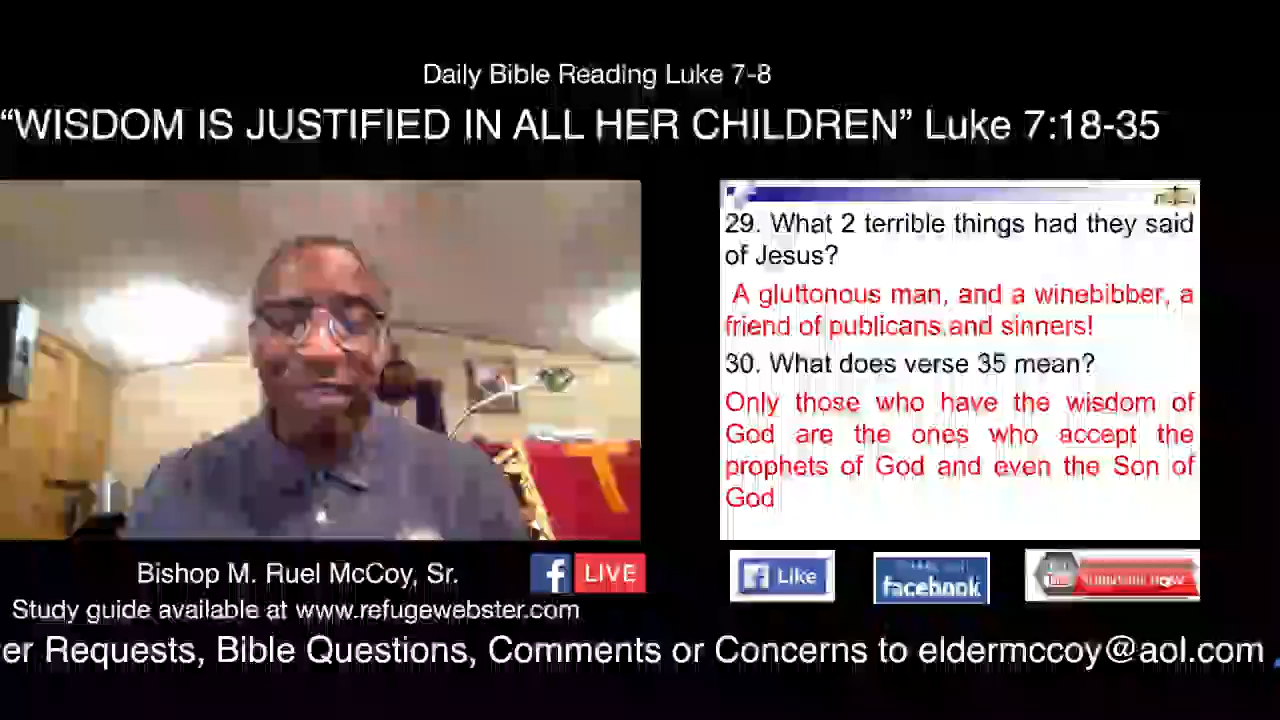 Daily Bible Reading Luke 7-8
“WISDOM IS JUSTIFIED IN ALL HER CHILDREN” Luke 7:18-35
29. What 2 terrible things had they said
of Jesus?
A gluttonous man, and a winebibber, a
friend of publicans and sinners!
30. What does verse 35 mean?
Only those who have the wisdom of
God are the ones who accept the
prophets of God and even the Son of
God
Bishop M. Ruel McCoy, Sr.
f LIVE
f Like
facebook
Study guide available at www.refugewebster.com
er Requests, Bible Questions, Comments or Concerns to eldermccoy@aol.com